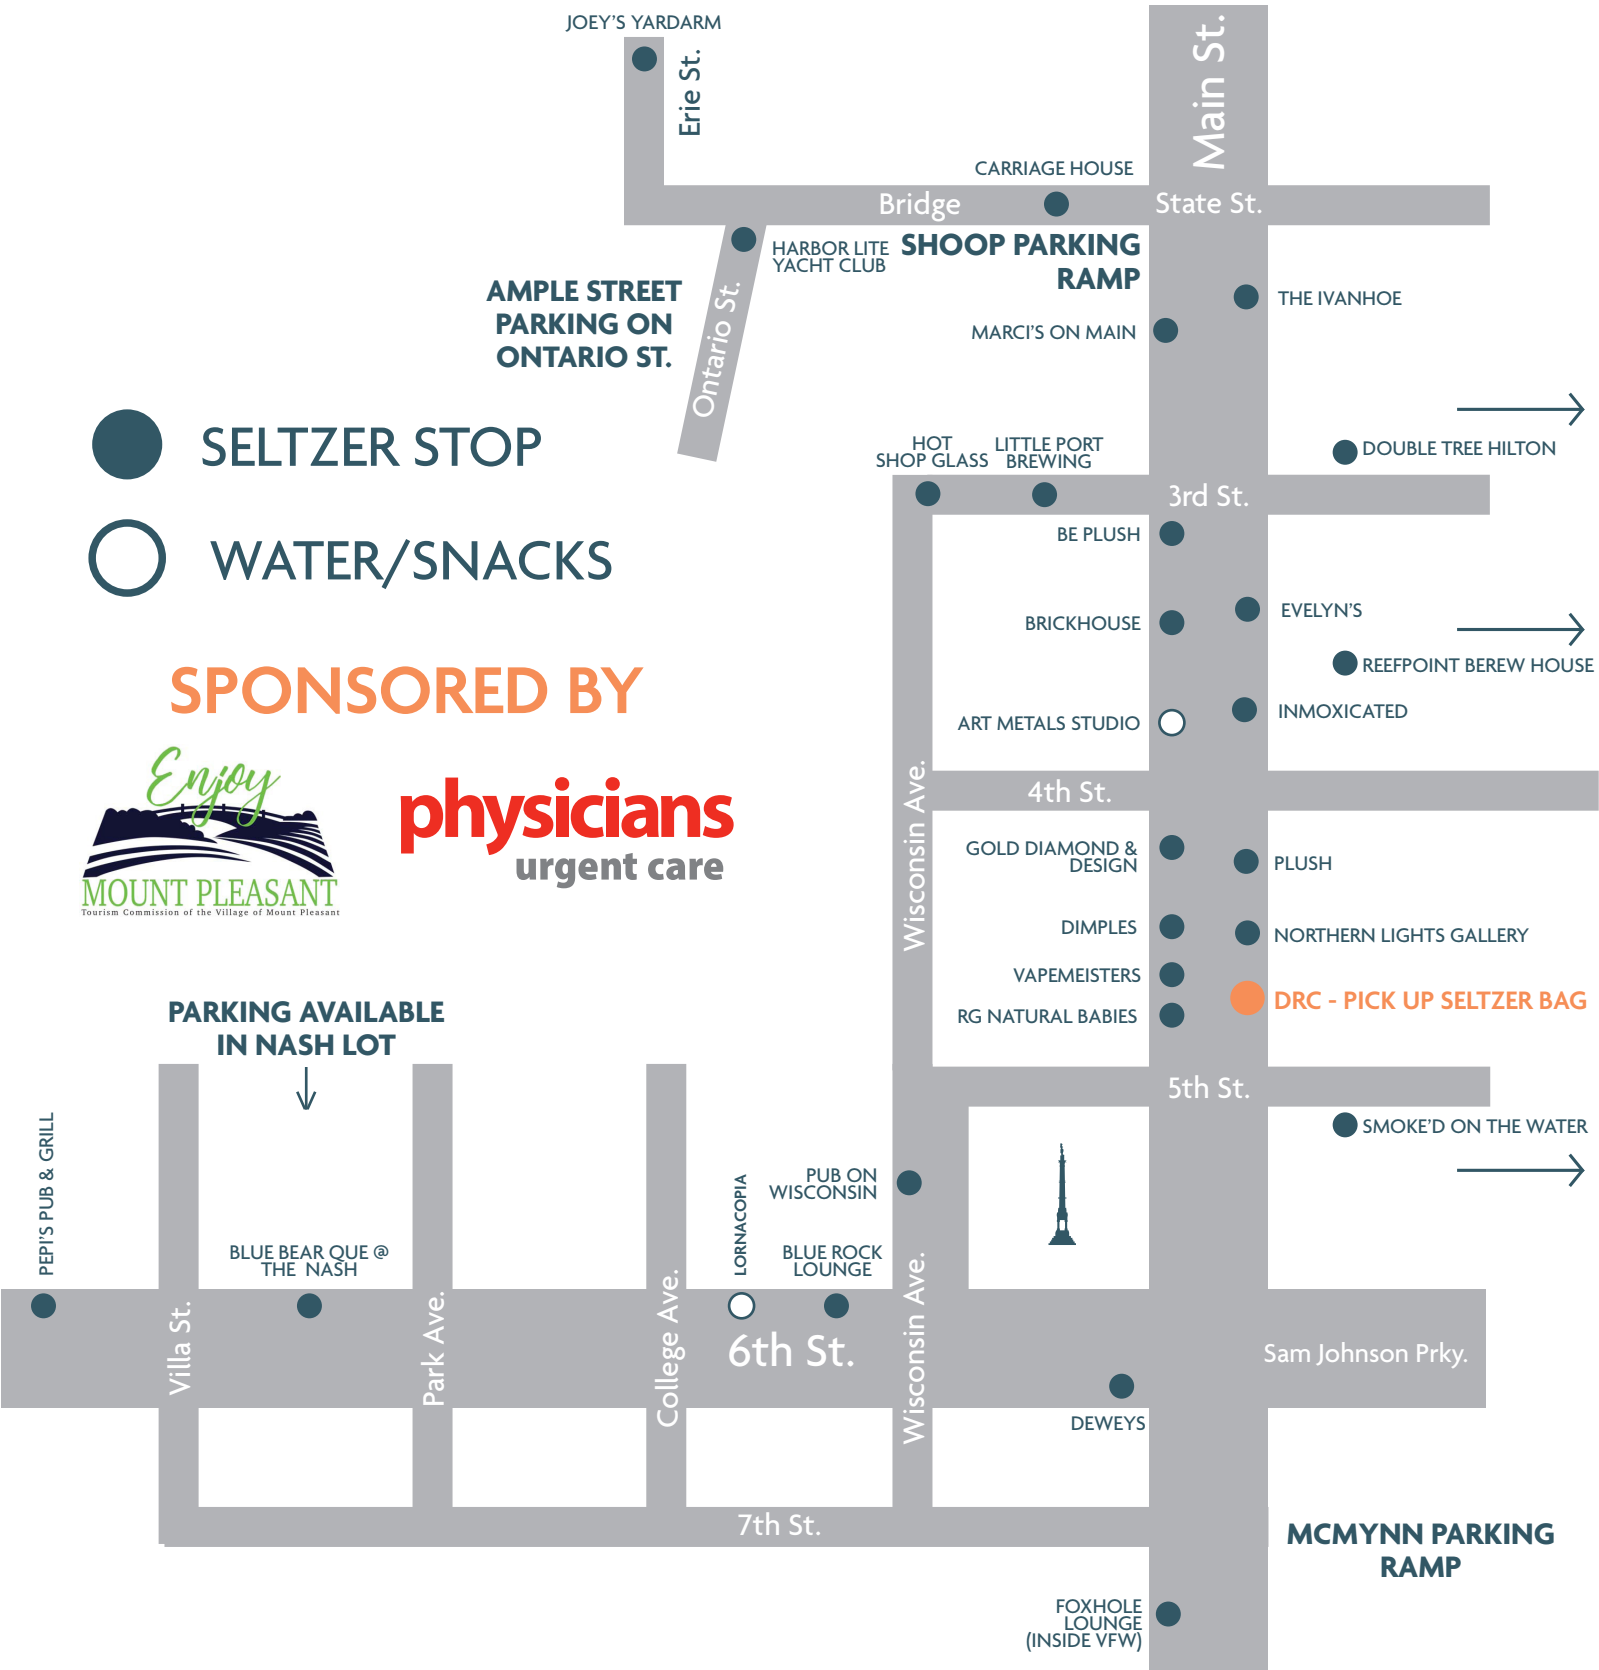 JOEY'S YARDARM
Erie St.
Main St.
CARRIAGE HOUSE
Bridge
State St.
HARBOR LITE
YACHT CLUB
SHOOP PARKING
RAMP
AMPLE STREET
PARKING ON
ONTARIO ST.
Ontario St.
THE IVANHOE
MARCI'S ON MAIN
SELTZER STOP
WATER/SNACKS
HOT
SHOP GLASS
LITTLE PORT
BREWING
DOUBLE TREE HILTON
3rd St.
BE PLUSH
BRICKHOUSE
EVELYN'S
REEFPOINT BEREW HOUSE
ART METALS STUDIO
INMOXICATED
SPONSORED BY
Enjoy
MOUNT PLEASANT
Tourism Commission of the Village of Mount Pleasant
physicians
urgent care
Wisconsin Ave.
4th St.
GOLD DIAMOND &
DESIGN
PLUSH
DIMPLES
NORTHERN LIGHTS GALLERY
VAPEMEISTERS
DRC - PICK UP SELTZER BAG
RG NATURAL BABIES
PARKING AVAILABLE
IN NASH LOT
5th St.
SMOKE'D ON THE WATER
PEPI'S PUB & GRILL
BLUE BEAR QUE @
THE NASH
LORNACOPIA
PUB ON
WISCONSIN
BLUE ROCK
LOUNGE
Villa St.
Park Ave.
College Ave.
6th St.
Wisconsin Ave.
Sam Johnson Prky.
DEWEYS
7th St.
MCMYNN PARKING
RAMP
FOXHOLE
LOUNGE
(INSIDE VFW)